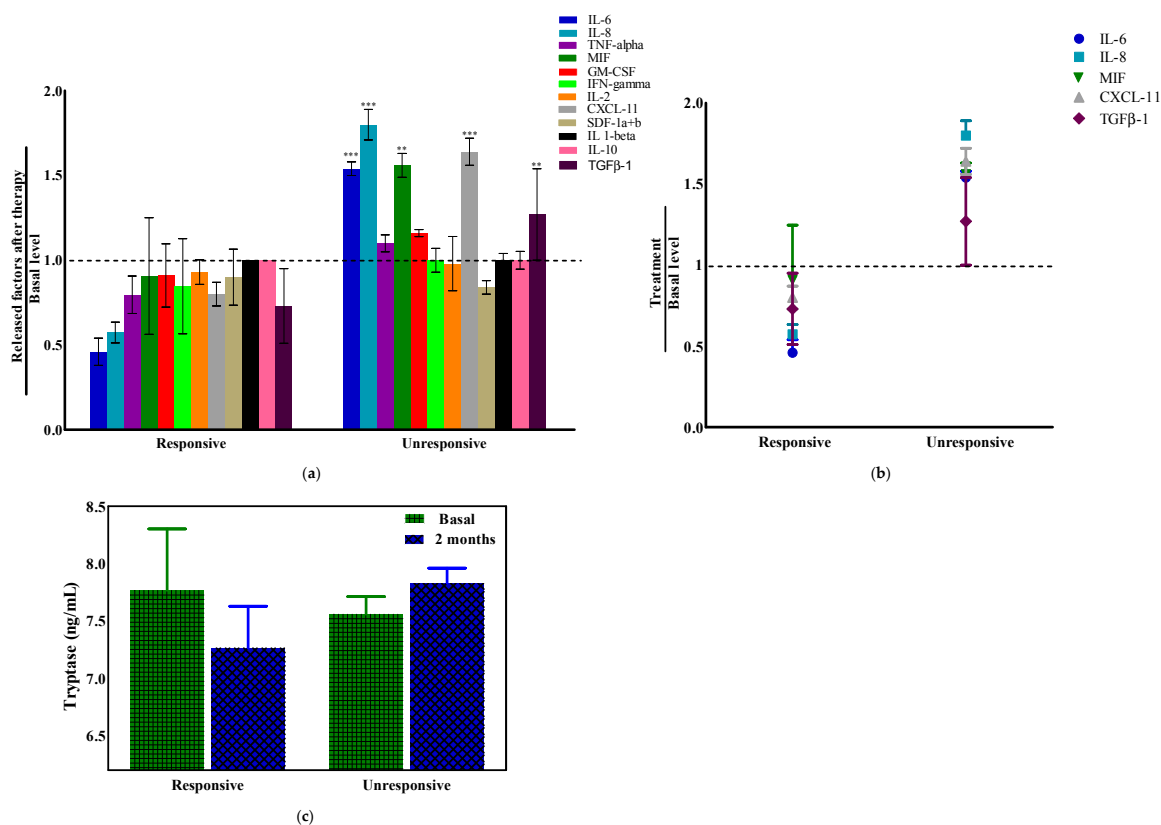 IL-6
IL-8
TNF-alpha
MIF
GM-CSF
IFN-gamma
IL-2
CXCL-11
SDF-1a+b
IL 1-beta
IL-10
TGFβ-1
Released factors after therapy
Basal level
2.0
1.5
1.0
0.5
0.0
***
***
**
***
**
Responsive
Unresponsive
(a)
IL-6
IL-8
MIF
CXCL-11
TGFβ-1
Treatment
Basal level
2.0
1.5
1
0.5
0.0
Responsive
Unresponsive
(b)
Tryptase (ng/mL)
8.5
8.0
7.5
7.0
6.5
Basal
2 months
Responsive
Unresponsive
(c)